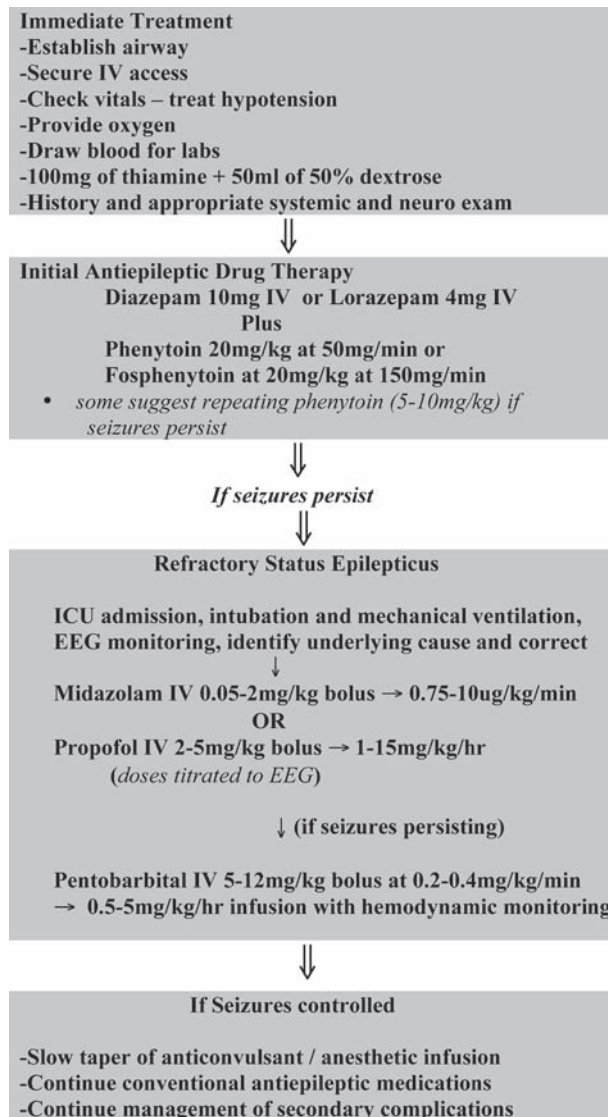 Immediate Treatment
-Establish airway
-Secure IV access
-Check vitals – treat hypotension
-Provide oxygen
-Draw blood for labs
-100mg of thiamine + 50ml of 50% dextrose
-History and appropriate systemic and neuro exam
⇓
Initial Antiepileptic Drug Therapy
Diazepam 10mg IV or Lorazepam 4mg IV
Plus
Phenytoin 20mg/kg at 50mg/min or
Fosphenytoin at 20mg/kg at 150mg/min
• some suggest repeating phenytoin (5-10mg/kg) if
seizures persist
⇓
If seizures persist
⇓
Refractory Status Epilepticus
ICU admission, intubation and mechanical ventilation,
EEG monitoring, identify underlying cause and correct
↓
Midazolam IV 0.05-2mg/kg bolus → 0.75-10ug/kg/min
OR
Propofol IV 2-5mg/kg bolus → 1-15mg/kg/hr
(doses titrated to EEG)
↓ (if seizures persisting)
Pentobarbital IV 5-12mg/kg bolus at 0.2-0.4mg/kg/min
→ 0.5-5mg/kg/hr infusion with hemodynamic monitoring
⇓
If Seizures controlled
-Slow taper of anticonvulsant / anesthetic infusion
-Continue conventional antiepileptic medications
-Continue management of secondary complications